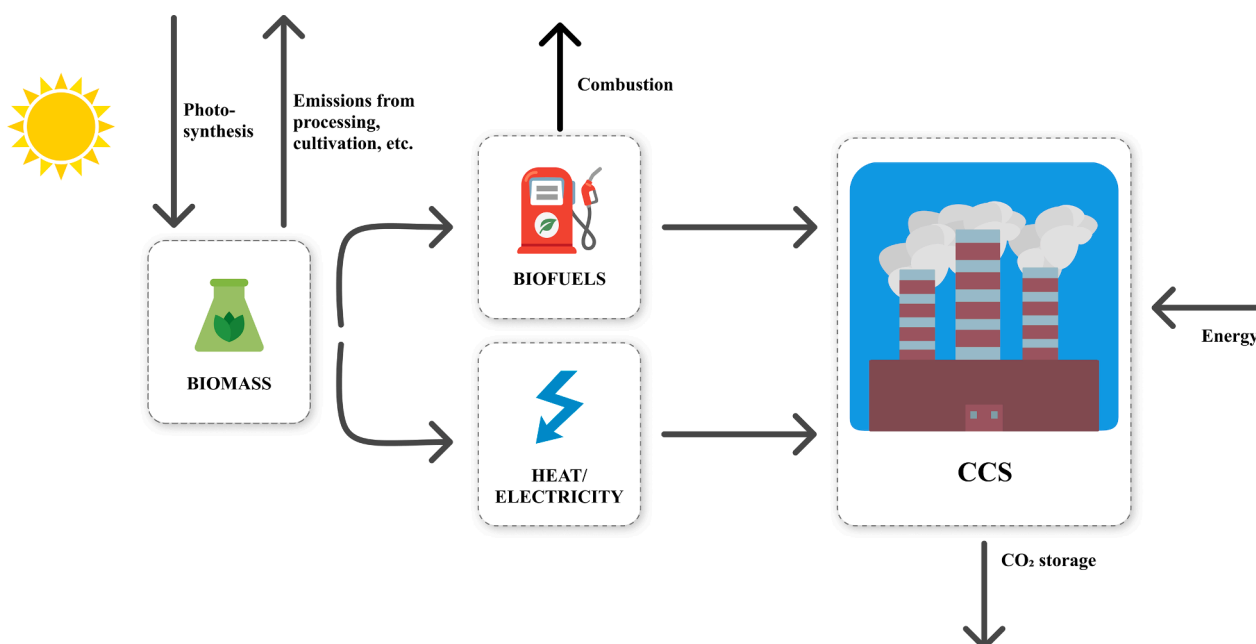 Photo-
synthesis
Emissions from
processing,
cultivation, etc.
Combustion
BIOFUELS
BIOMASS
HEAT/
ELECTRICITY
CCS
Energy
CO₂ storage